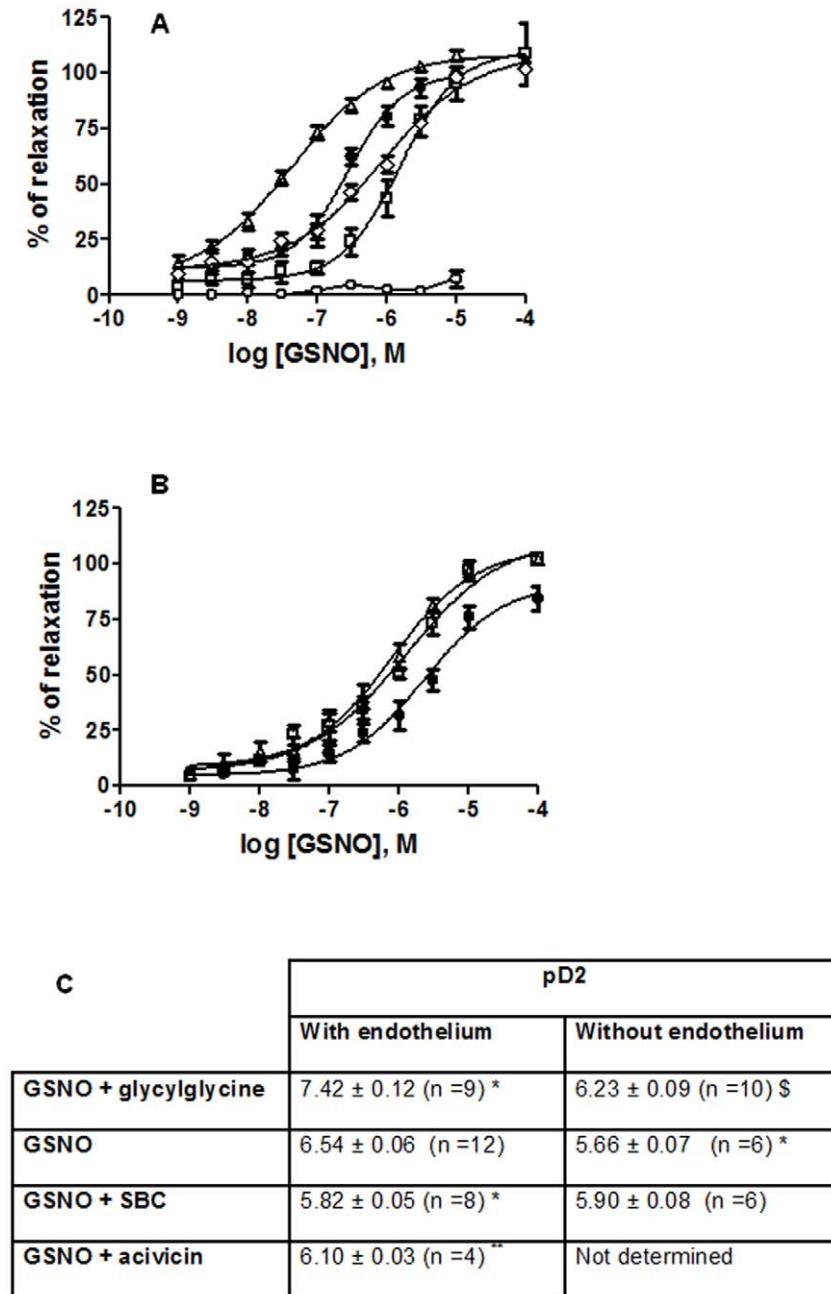 A
125
100
75
50
25
0
% of relaxation
-10 -9 -8 -7 -6 -5 -4
log [GSNO], M
B
125
100
75
50
25
0
% of relaxation
-10 -9 -8 -7 -6 -5 -4
log [GSNO], M
C
pD2
With endothelium Without endothelium
GSNO + glycylglycine 7.42 ± 0.12 (n =9) * 6.23 ± 0.09 (n =10) $
GSNO 6.54 ± 0.06 (n =12) 5.66 ± 0.07 (n =6) *
GSNO + SBC 5.82 ± 0.05 (n =8) * 5.90 ± 0.08 (n =6)
GSNO + acivicin 6.10 ± 0.03 (n =4) ** Not determined